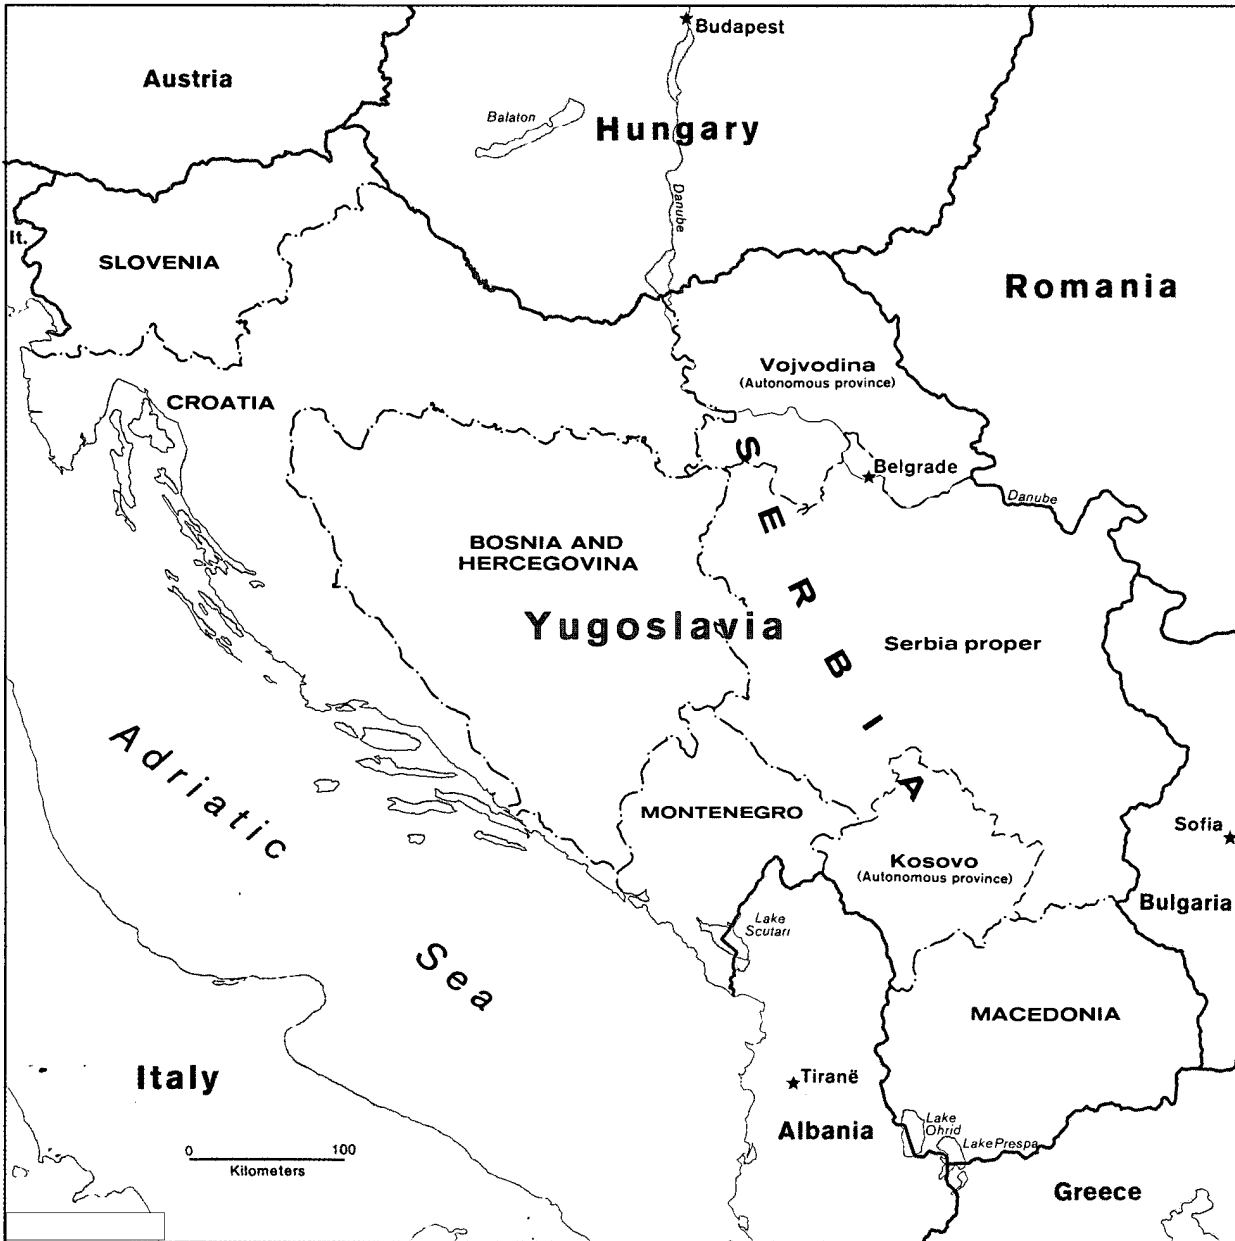 Budapest
Austria
Balaton
Hungary
Danube
It.
SLOVENIA
Romania
Vojvodina
(Autonomous province)
CROATIA
Belgrade
Danube
SERBIA
BOSNIA AND
HERCEGOVINA
Yugoslavia
Serbia proper
Adriatic
Sea
MONTENEGRO
Sofia
Kosovo
(Autonomous province)
Bulgaria
Lake
Scutari
MACEDONIA
Italy
Tiranë
Lake
Ohrid
Albania
Lake Prespa
0 100
Kilometers
Greece